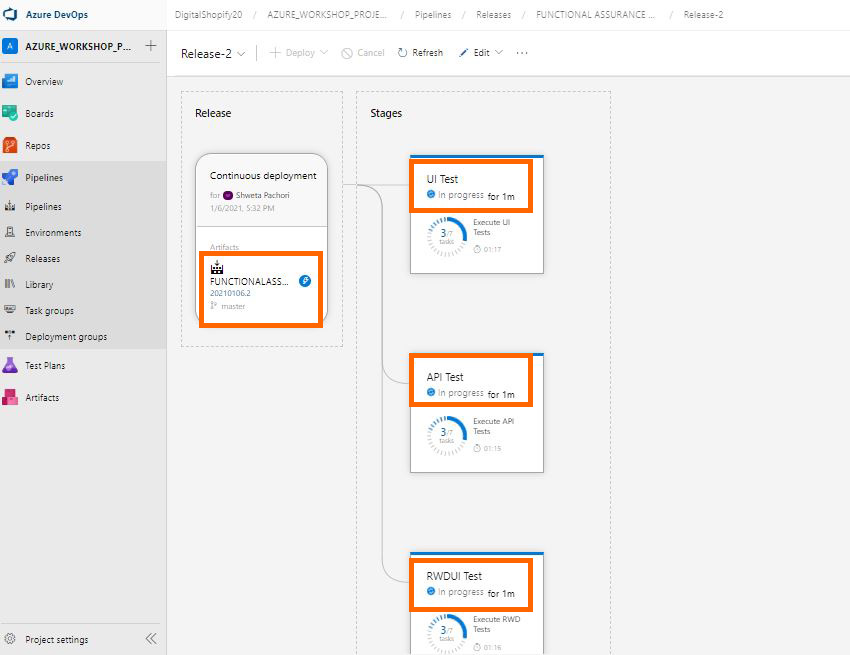 Azure DevOps
DigitalShopify20 / AZURE_WORKSHOP_PROJE... / Pipelines / Releases / FUNCTIONAL ASSURANCE ... / Release-2
A AZURE_WORKSHOP_P... +
Release-2 Deploy Cancel Refresh Edit ...
Overview
Boards
Repos
Pipelines
Pipelines
Environments
Releases
Library
Task groups
Deployment groups
Test Plans
Artifacts
Project settings
Release
Continuous deployment
for Shweta Pachori
1/6/2021, 5:32 PM
Artifacts
FUNCTIONALASS...
20210106.2
master
Stages
UI Test
In progress for 1m
3/7
tasks
Execute UI
Tests
01:17
API Test
In progress for 1m
3/7
tasks
Execute API
Tests
01:15
RWDUI Test
In progress for 1m
3/7
tasks
Execute RWD
Tests
01:16